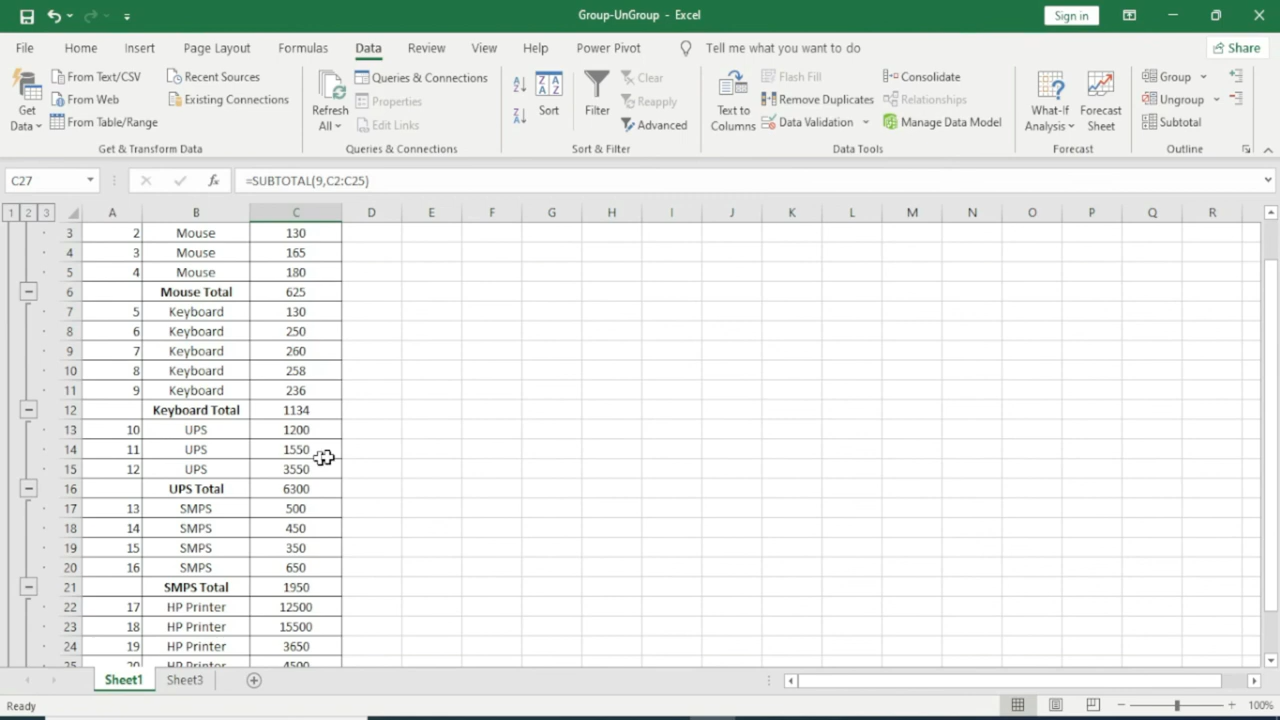 Group-UnGroup - Excel
Sign in
File Home Insert Page Layout Formulas Data Review View Help Power Pivot Tell me what you want to do Share
Get Data
From Text/CSV
From Web
From Table/Range
Recent Sources
Existing Connections
Get & Transform Data
Refresh All
Queries & Connections
Properties
Edit Links
Queries & Connections
Sort
Filter
Clear
Reapply
Advanced
Sort & Filter
Text to Columns
Flash Fill
Remove Duplicates
Data Validation
Consolidate
Relationships
Manage Data Model
Data Tools
What-If Analysis
Forecast Sheet
Forecast
Group
Ungroup
Subtotal
Outline
C27 fx =SUBTOTAL(9,C2:C25)
1 2 3 A B C D E F G H I J K L M N O P Q R
3 2 Mouse 130
4 3 Mouse 165
5 4 Mouse 180
6 Mouse Total 625
7 5 Keyboard 130
8 6 Keyboard 250
9 7 Keyboard 260
10 8 Keyboard 258
11 9 Keyboard 236
12 Keyboard Total 1134
13 10 UPS 1200
14 11 UPS 1550
15 12 UPS 3550
16 UPS Total 6300
17 13 SMPS 500
18 14 SMPS 450
19 15 SMPS 350
20 16 SMPS 650
21 SMPS Total 1950
22 17 HP Printer 12500
23 18 HP Printer 15500
24 19 HP Printer 3650
25 20 HP Printer 4500
Sheet1 Sheet3
Ready 100%